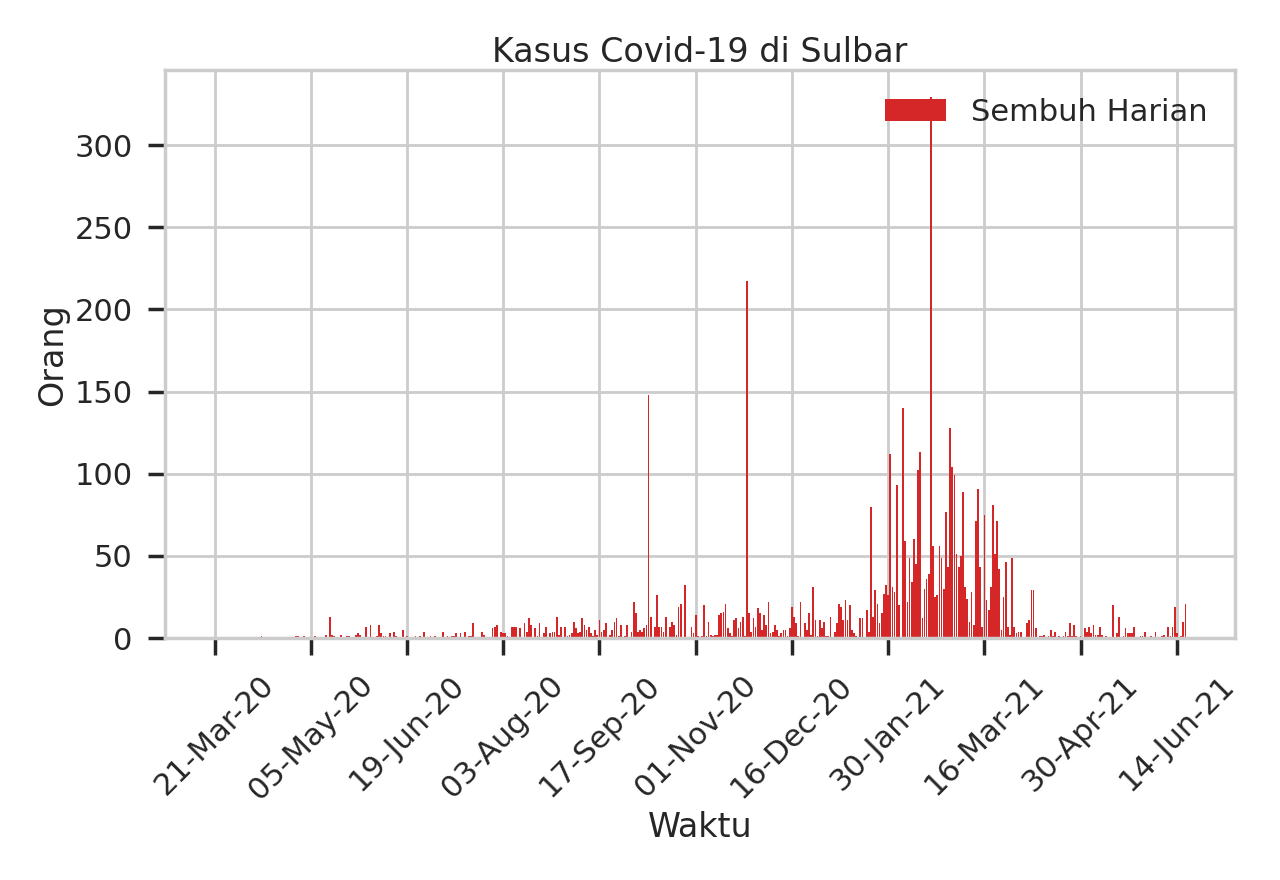 Kasus Covid-19 di Sulbar
Sembuh Harian
Orang
300
250
200
150
100
50
0
21-Mar-20
05-May-20
19-Jun-20
03-Aug-20
17-Sep-20
01-Nov-20
16-Dec-20
30-Jan-21
16-Mar-21
30-Apr-21
14-Jun-21
Waktu